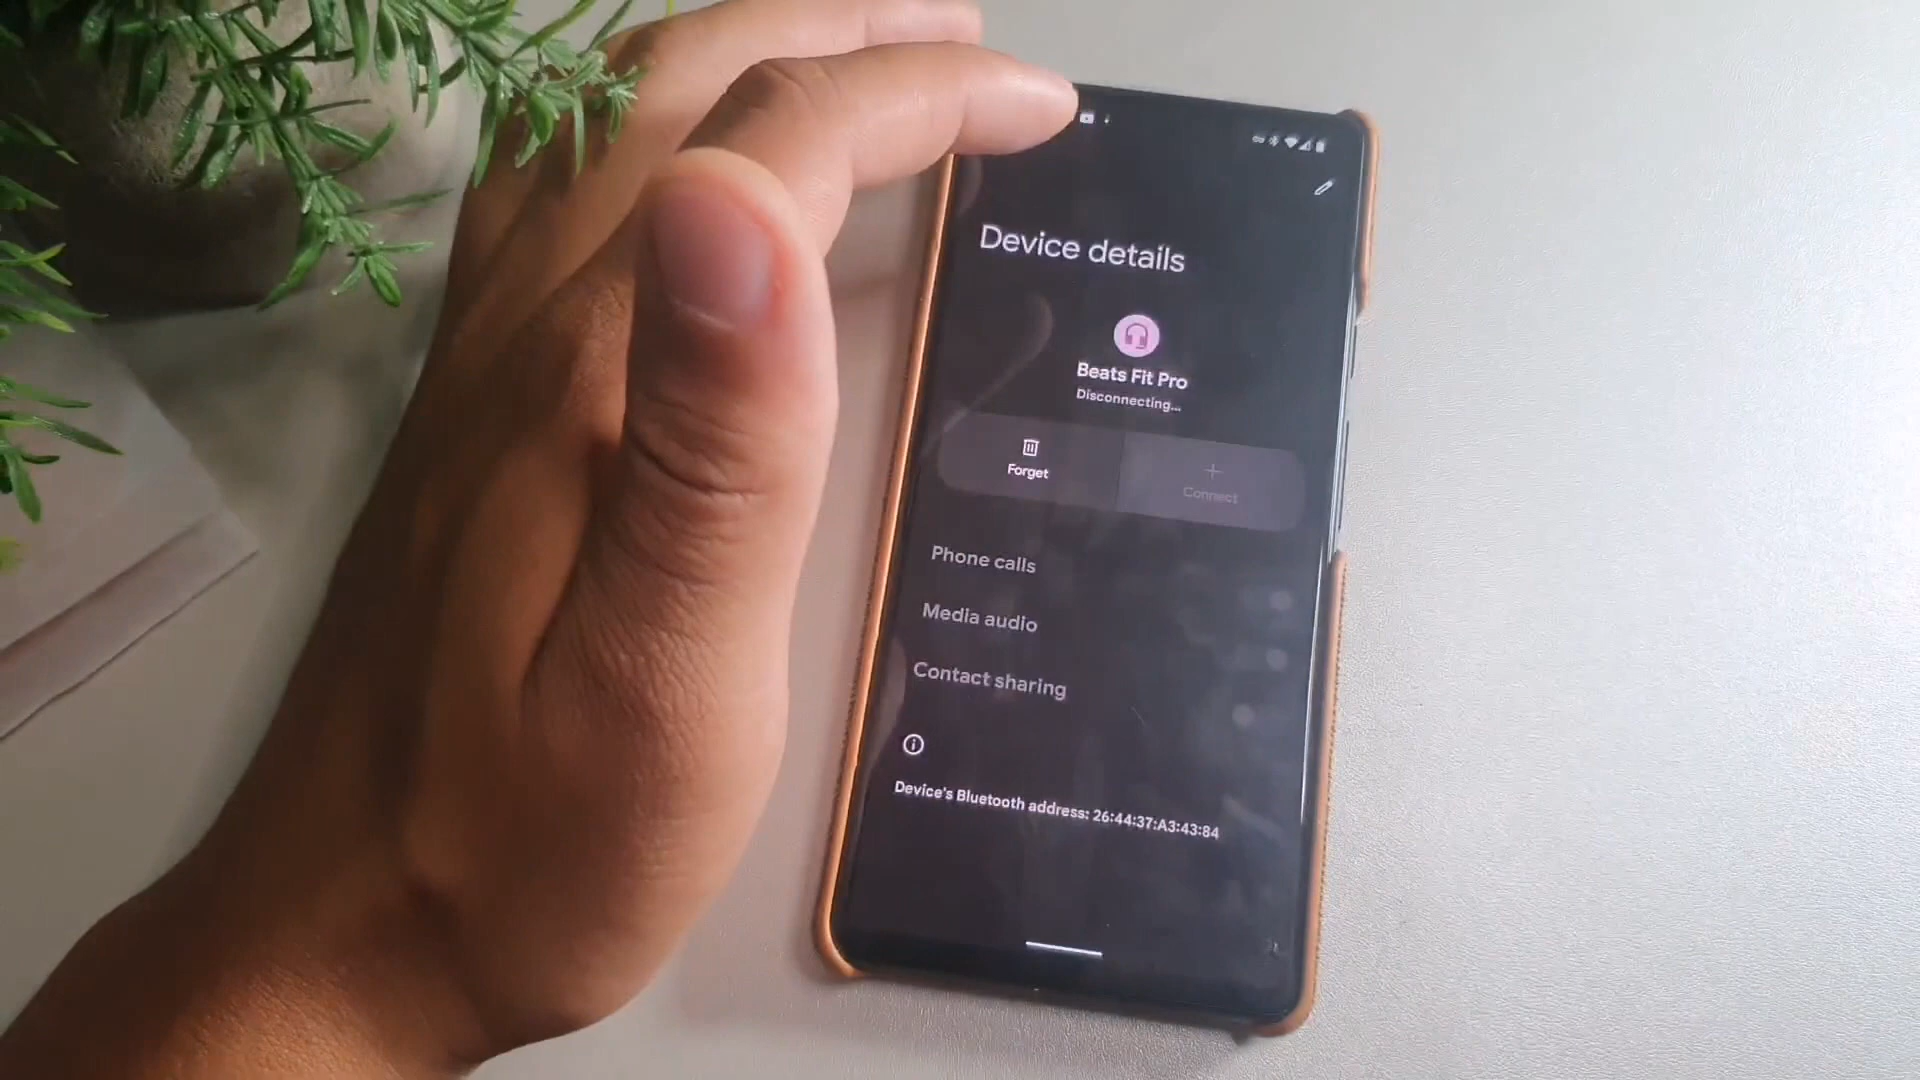 Device details
Beats Fit Pro
Disconnecting...
Forget
Connect
Phone calls
Media audio
Contact sharing
Device's Bluetooth address: 26:44:37:A3:43:84